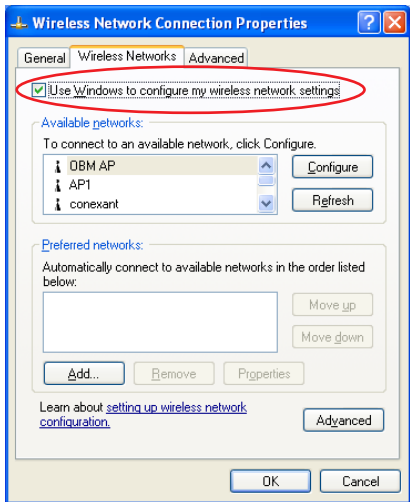 Wireless Network Connection Properties
General Wireless Networks Advanced
Use Windows to configure my wireless network settings
Available networks:
To connect to an available network, click Configure.
OBM AP
AP1
conexant
Configure
Refresh
Preferred networks:
Automatically connect to available networks in the order listed
below:
Move up
Move down
Add... Remove Properties
Learn about setting up wireless network
configuration.
Advanced
OK Cancel